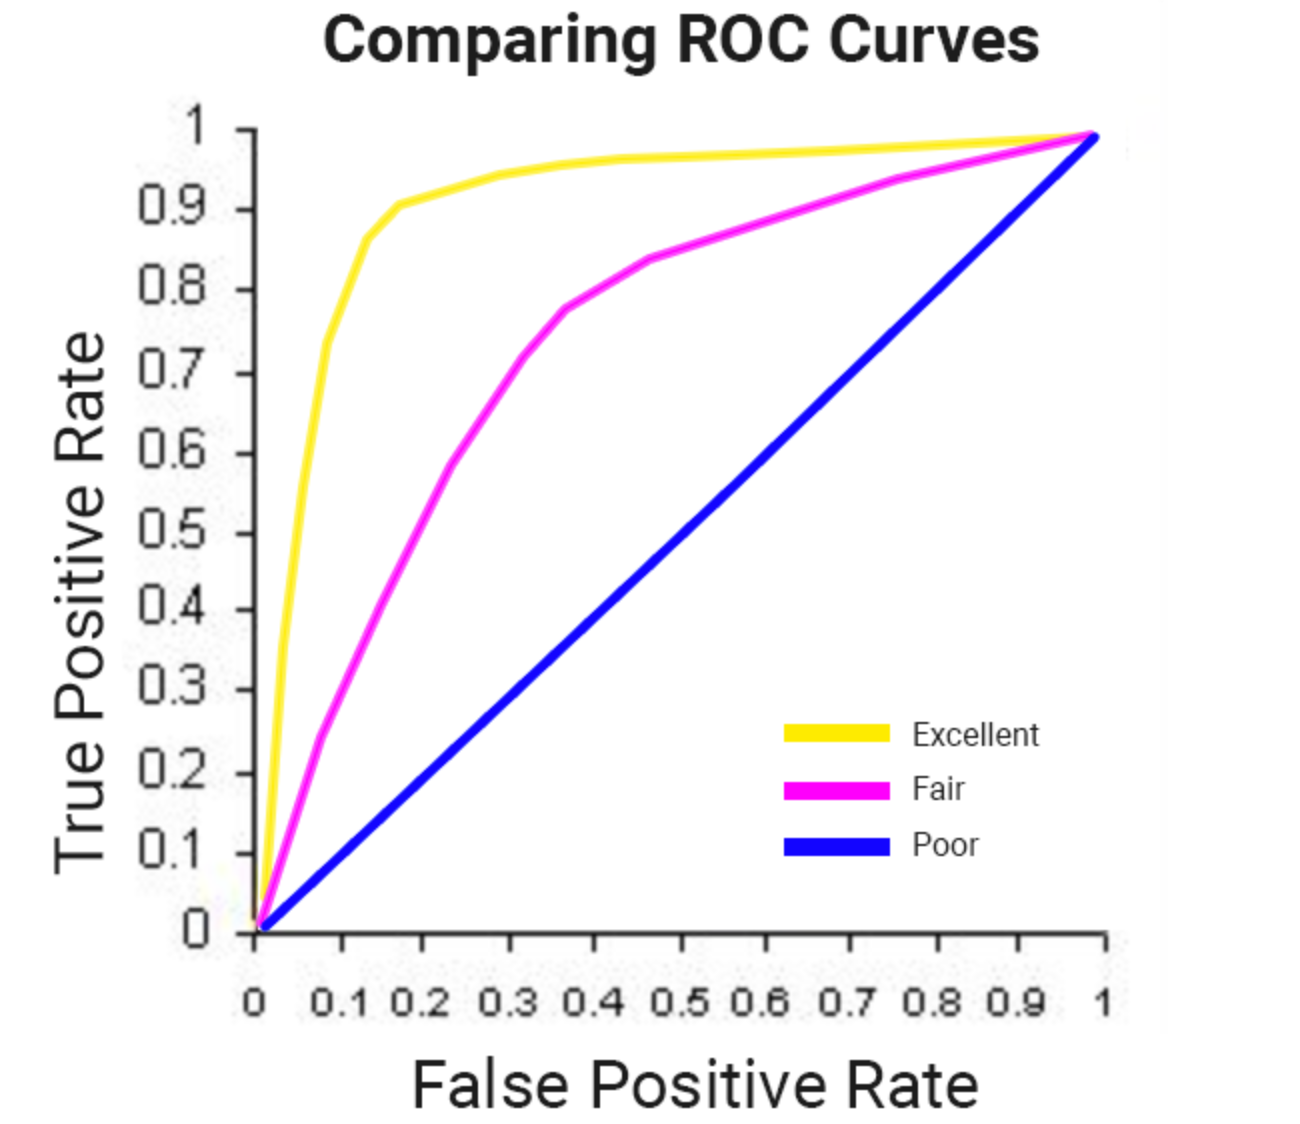 Comparing ROC Curves
True Positive Rate
1
0.9
0.8
0.7
0.6
0.5
0.4
0.3
0.2
0.1
0
Excellent
Fair
Poor
0 0.1 0.2 0.3 0.4 0.5 0.6 0.7 0.8 0.9 1
False Positive Rate